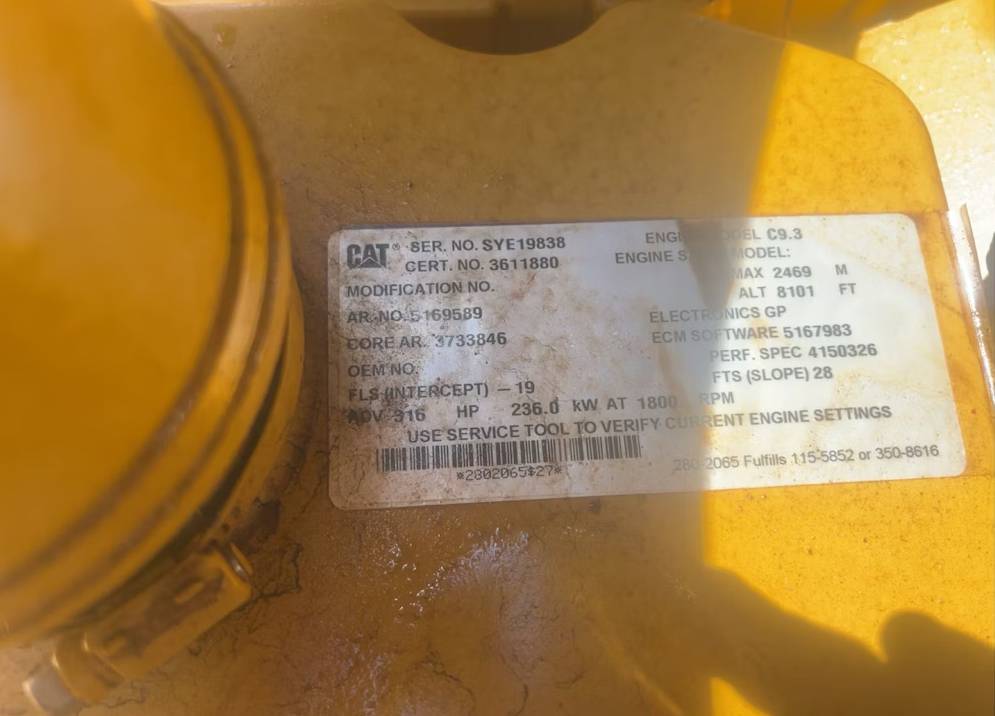 CAT® SER. NO. SYE19838 ENGINE MODEL C9.3
CERT. NO. 3611880 ENGINE MODEL:
MODIFICATION NO. MAX 2469 M
ALT 8101 FT
AR. NO. 5169589 ELECTRONICS GP
CORE AR. 3733846 ECM SOFTWARE 5167983
OEM NO. PERF. SPEC 4150326
FLS (INTERCEPT) —19 FTS (SLOPE) 28
ADV 316 HP 236.0 kW AT 1800 RPM
USE SERVICE TOOL TO VERIFY CURRENT ENGINE SETTINGS
*2802065$27* 280-2065 Fulfills 115-5852 or 350-8616